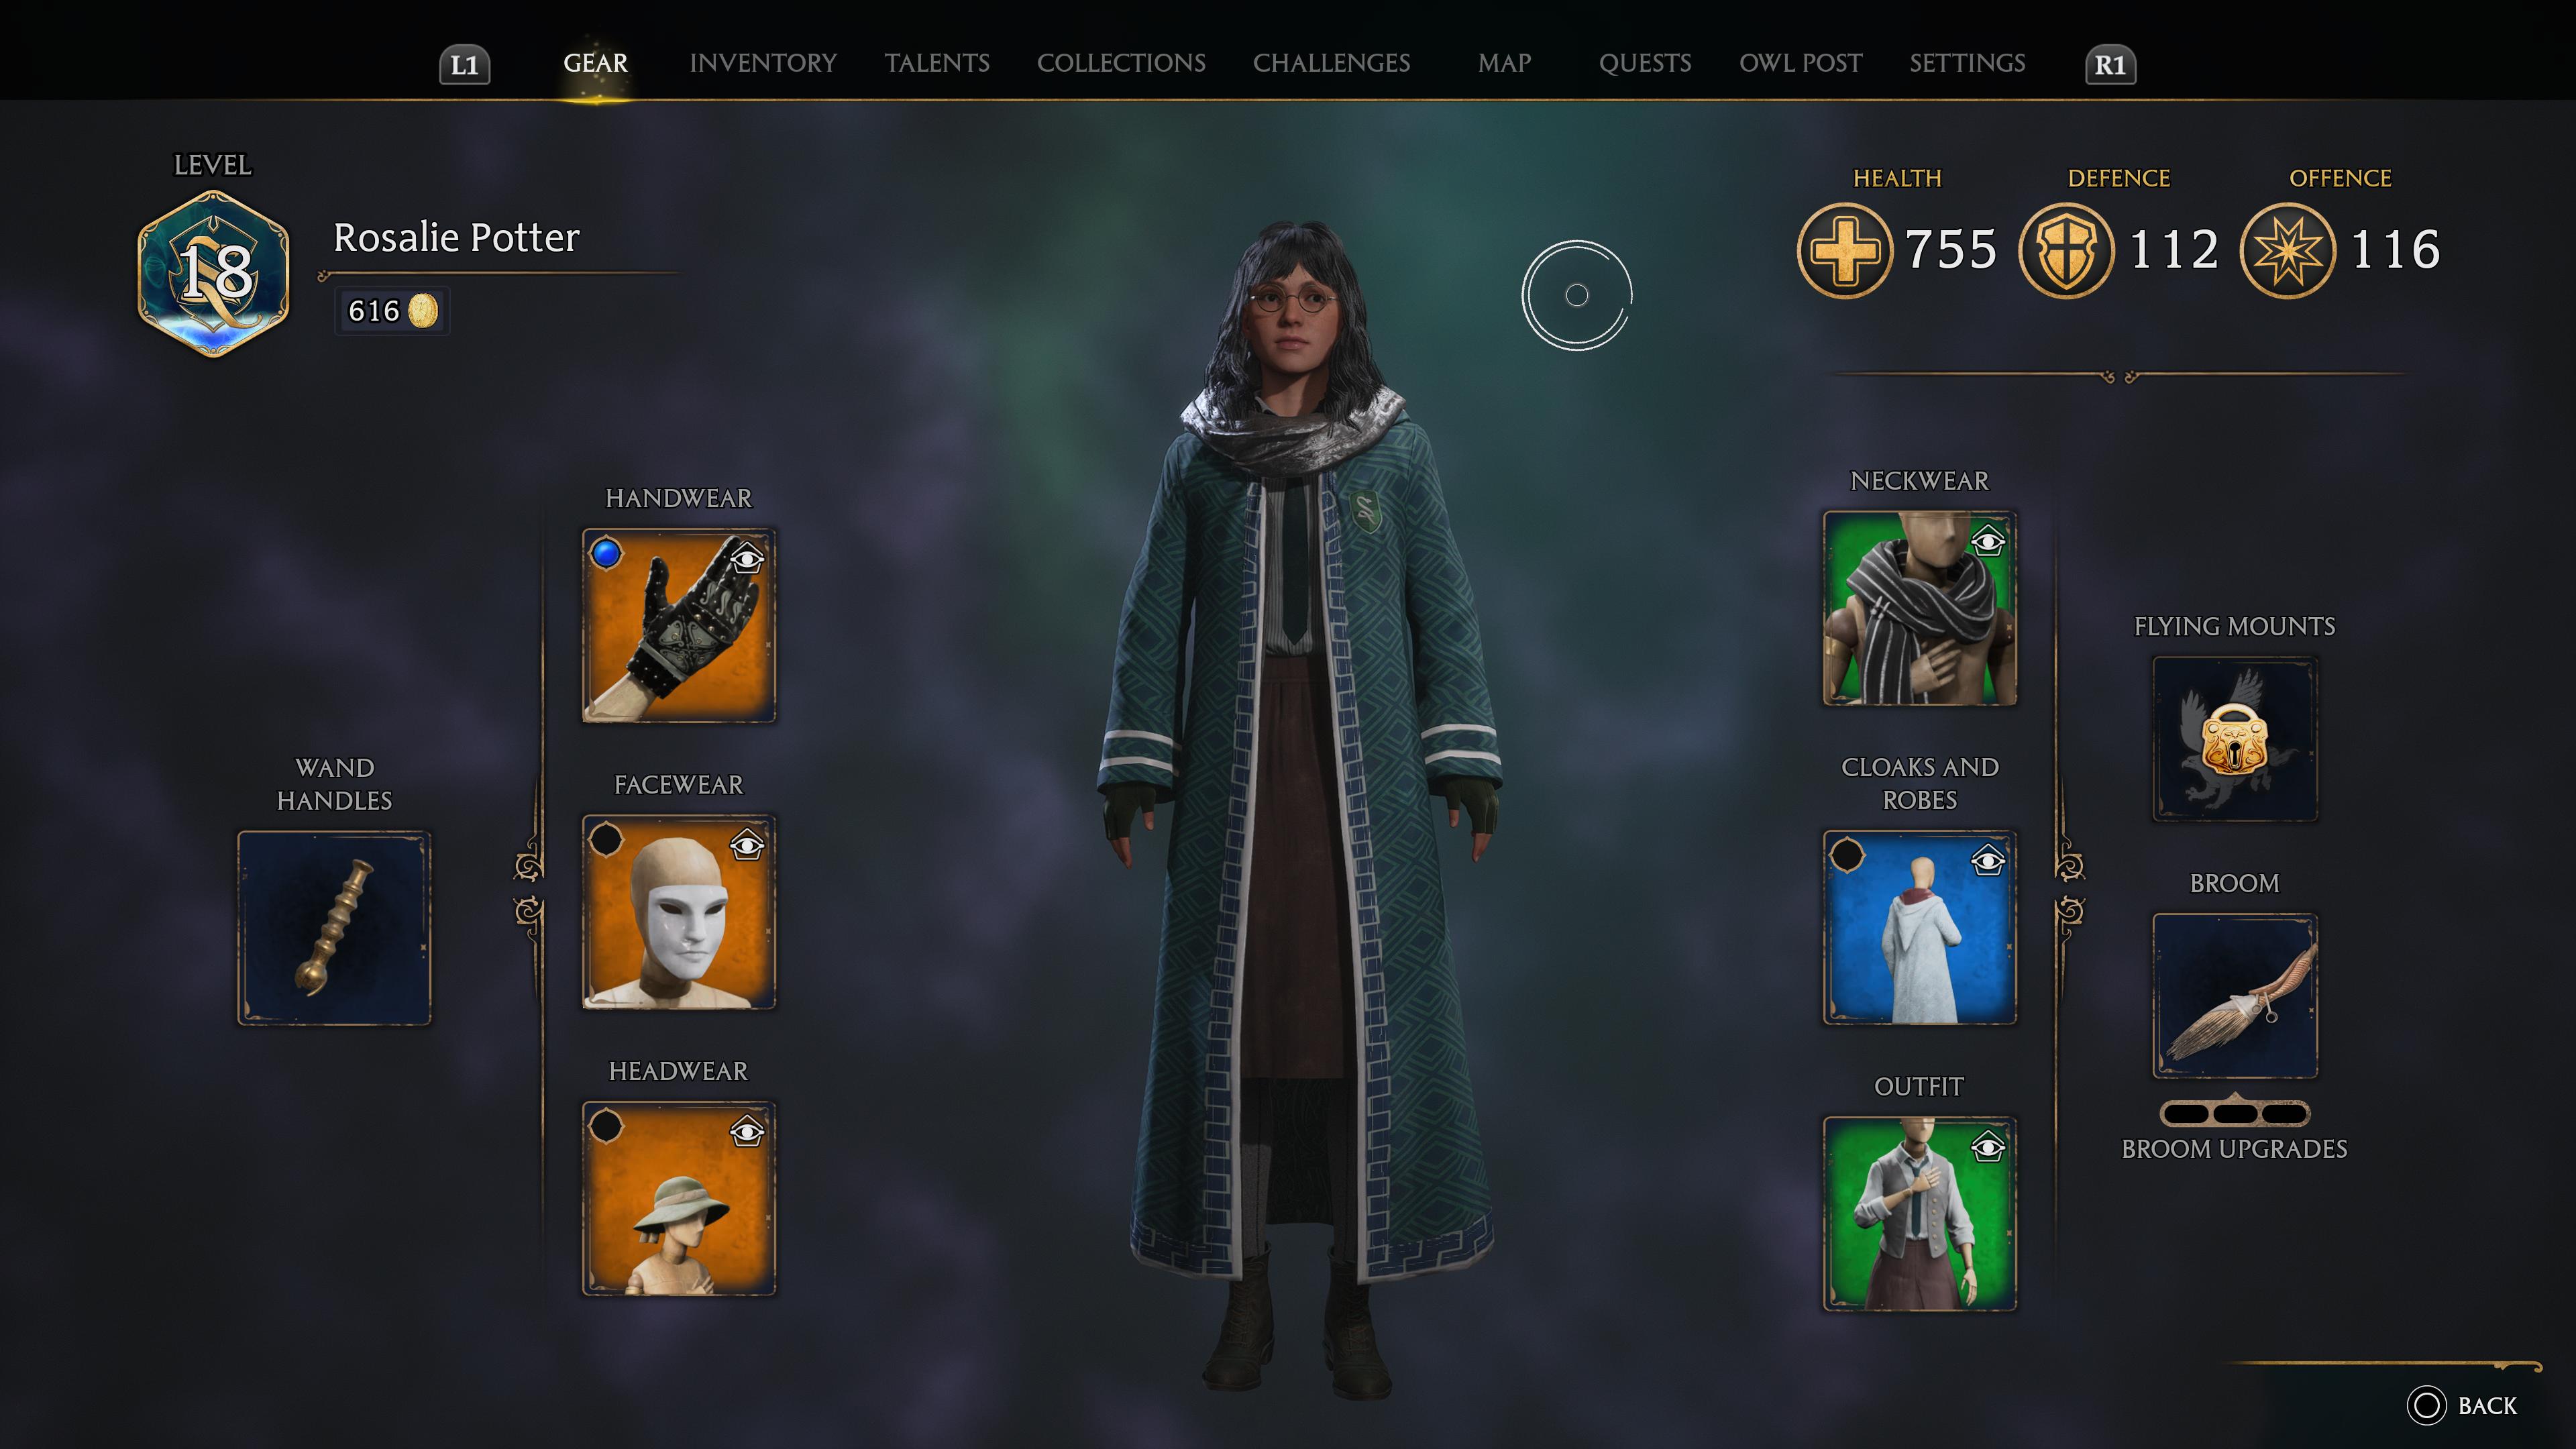 L1
GEAR
INVENTORY
TALENTS
COLLECTIONS
CHALLENGES
MAP
QUESTS
OWL POST
SETTINGS
R1
LEVEL
18
Rosalie Potter
616
HEALTH
DEFENCE
OFFENCE
755
112
116
HANDWEAR
WAND
HANDLES
FACEWEAR
HEADWEAR
NECKWEAR
CLOAKS AND
ROBES
OUTFIT
FLYING MOUNTS
BROOM
BROOM UPGRADES
BACK